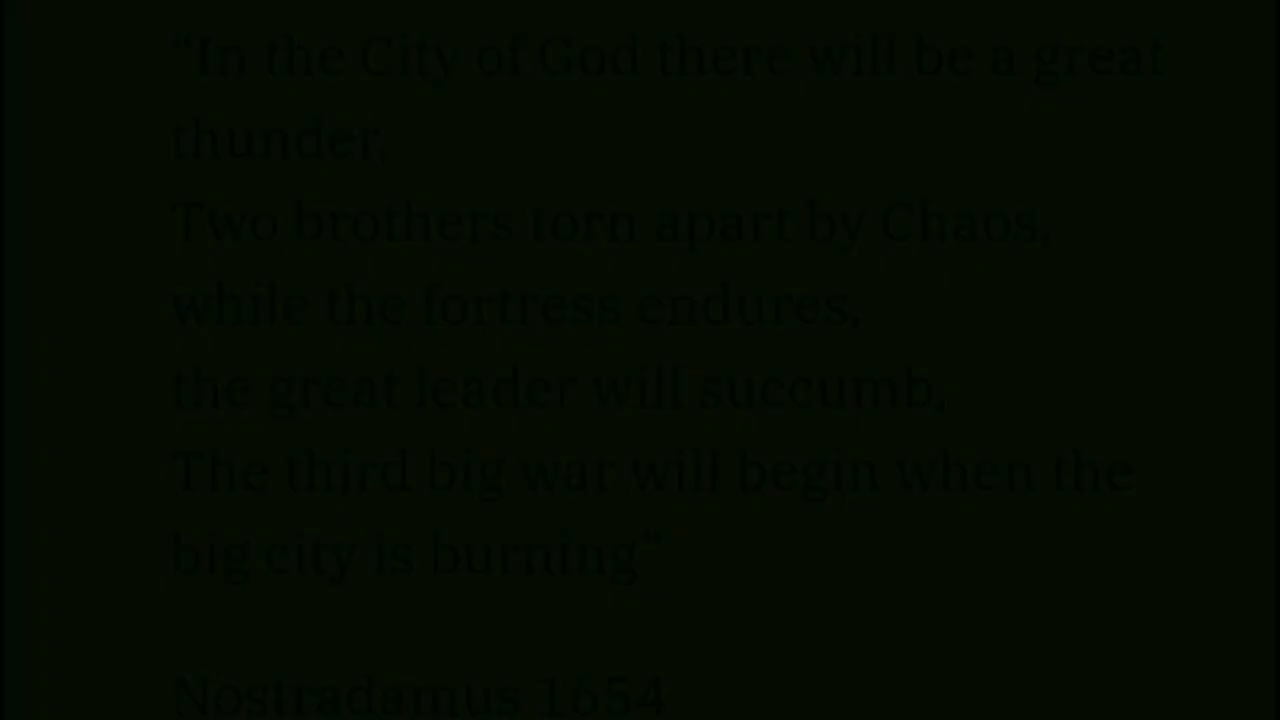 “In the City of God there will be a great
thunder,
Two brothers torn apart by Chaos,
while the fortress endures,
the great leader will succumb,
The third big war will begin when the
big city is burning”
Nostradamus 1654